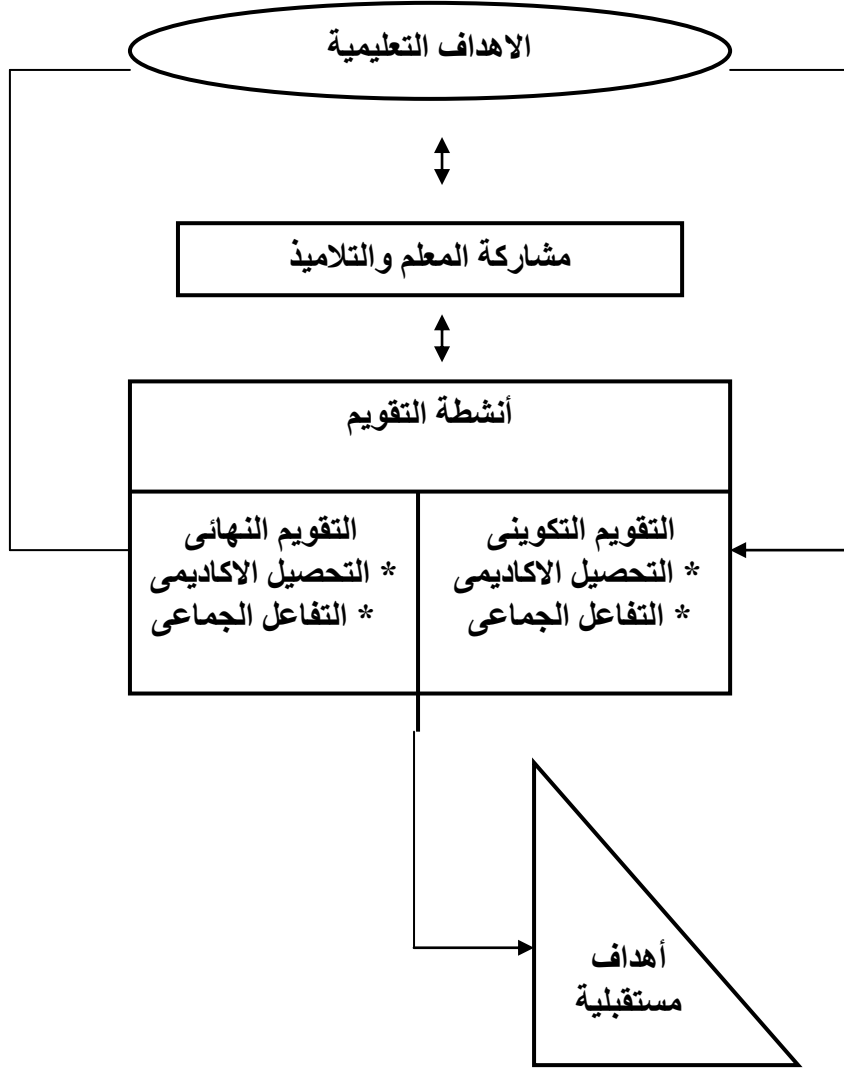 الاهداف التعليمية
مشاركة المعلم والتلاميذ
أنشطة التقويم
التقويم التكوينى
* التحصيل الاكاديمى
* التفاعل الجماعى
التقويم النهائى
* التحصيل الاكاديمى
* التفاعل الجماعى
أهداف
مستقبلية